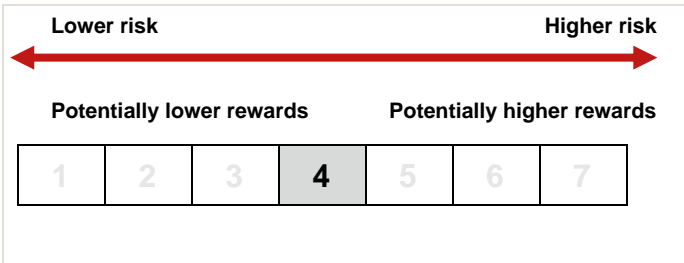 Lower risk Higher risk
Potentially lower rewards Potentially higher rewards
1 2 3 4 5 6 7